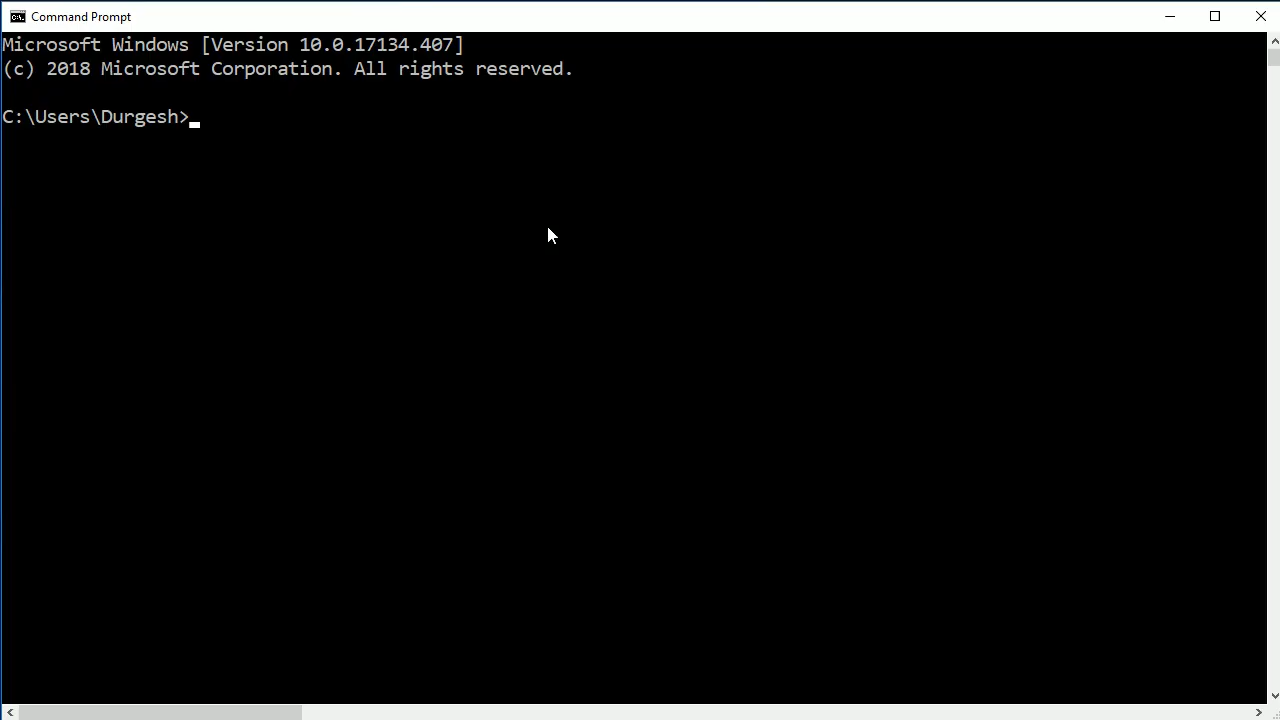 Command Prompt
Microsoft Windows [Version 10.0.17134.407]
(c) 2018 Microsoft Corporation. All rights reserved.
C:\Users\Durgesh>